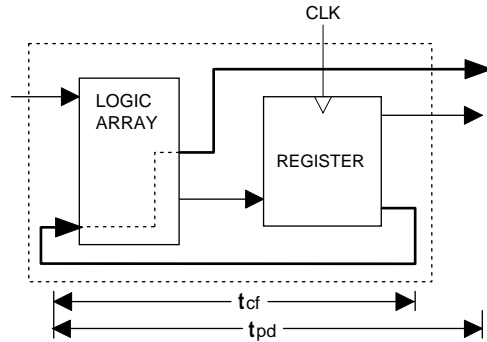 CLK
LOGIC
ARRAY
REGISTER
tcf
tpd